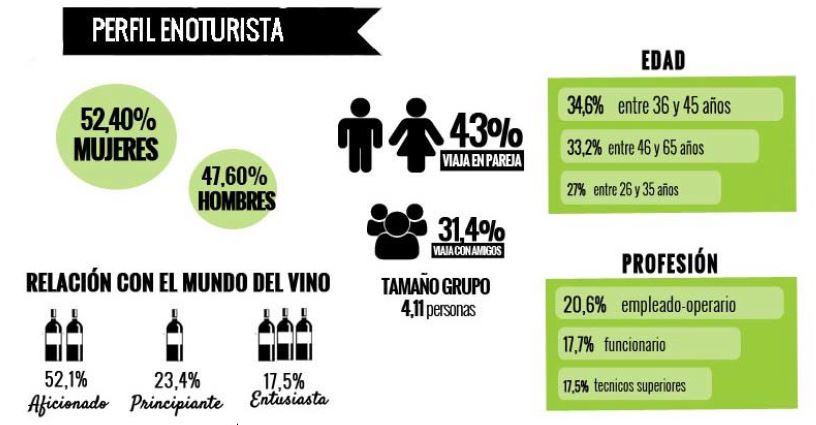 PERFIL ENOTURISTA
52,40%
MUJERES
47,60%
HOMBRES
43%
VIAJA EN PAREJA
31,4%
VIAJA CON AMIGOS
TAMAÑO GRUPO
4,11 personas
RELACIÓN CON EL MUNDO DEL VINO
52,1%
Aficionado
23,4%
Principiante
17,5%
Entusiasta
EDAD
34,6% entre 36 y 45 años
33,2% entre 46 y 65 años
27% entre 26 y 35 años
PROFESIÓN
20,6% empleado-operario
17,7% funcionario
17,5% tecnicos superiores